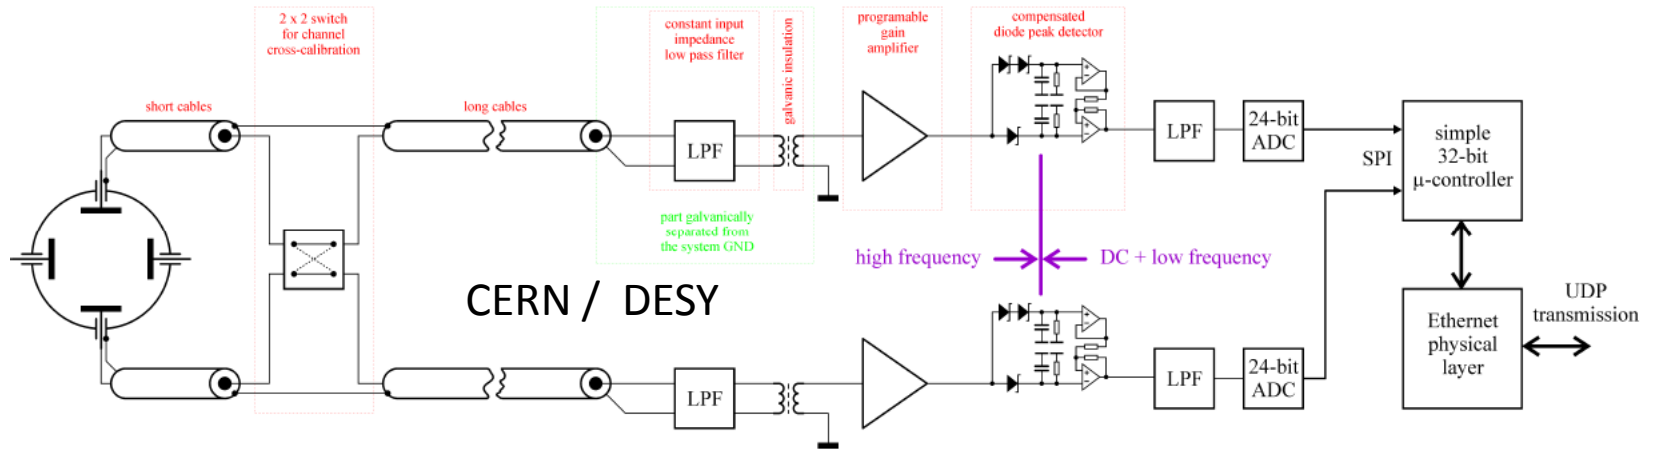 2 x 2 switch
for channel
cross-calibration
short cables
long cables
constant input
impedance
low pass filter
galvanic insulation
programable
gain
amplifier
compensated
diode peak detector
LPF
LPF
24-bit
ADC
SPI
simple
32-bit
μ-controller
part galvanically
separated from
the system GND
high frequency
DC + low frequency
CERN / DESY
LPF
LPF
24-bit
ADC
Ethernet
physical
layer
UDP
transmission